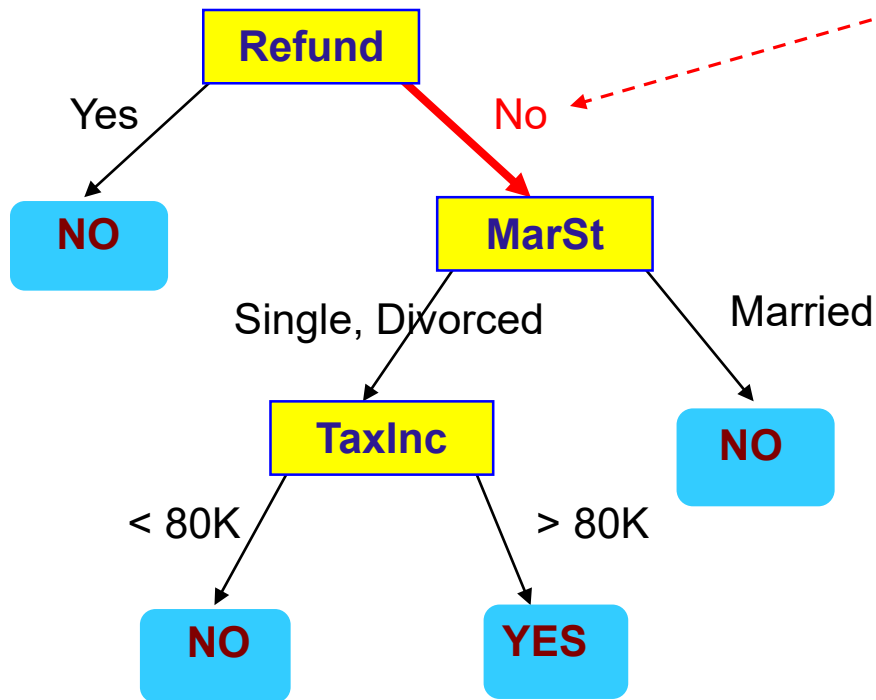 Refund
Yes
No
NO
MarSt
Single, Divorced
Married
TaxInc
NO
< 80K
> 80K
NO
YES